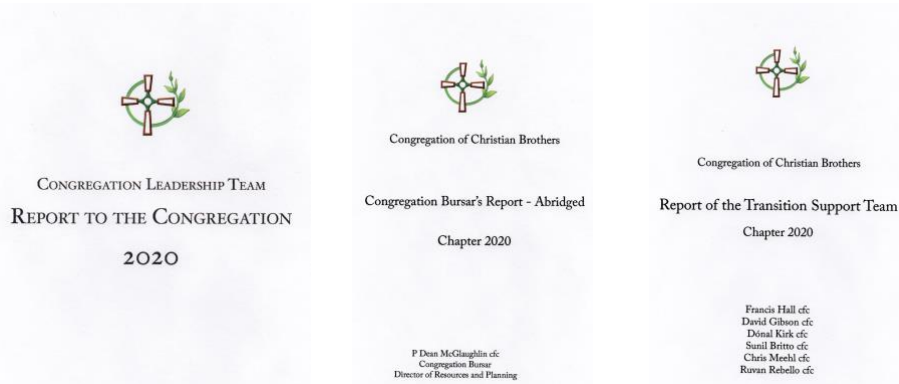 CONGREGATION LEADERSHIP TEAM
REPORT TO THE CONGREGATION
2020
Congregation of Christian Brothers
Congregation Bursar's Report - Abridged
Chapter 2020
P Dean McGlaughlin cfc
Congregation Bursar
Director of Resources and Planning
Congregation of Christian Brothers
Report of the Transition Support Team
Chapter 2020
Francis Hall cfc
David Gibson cfc
Dónal Kirk cfc
Sunil Britto cfc
Chris Meehl cfc
Ruvan Rebello cfc